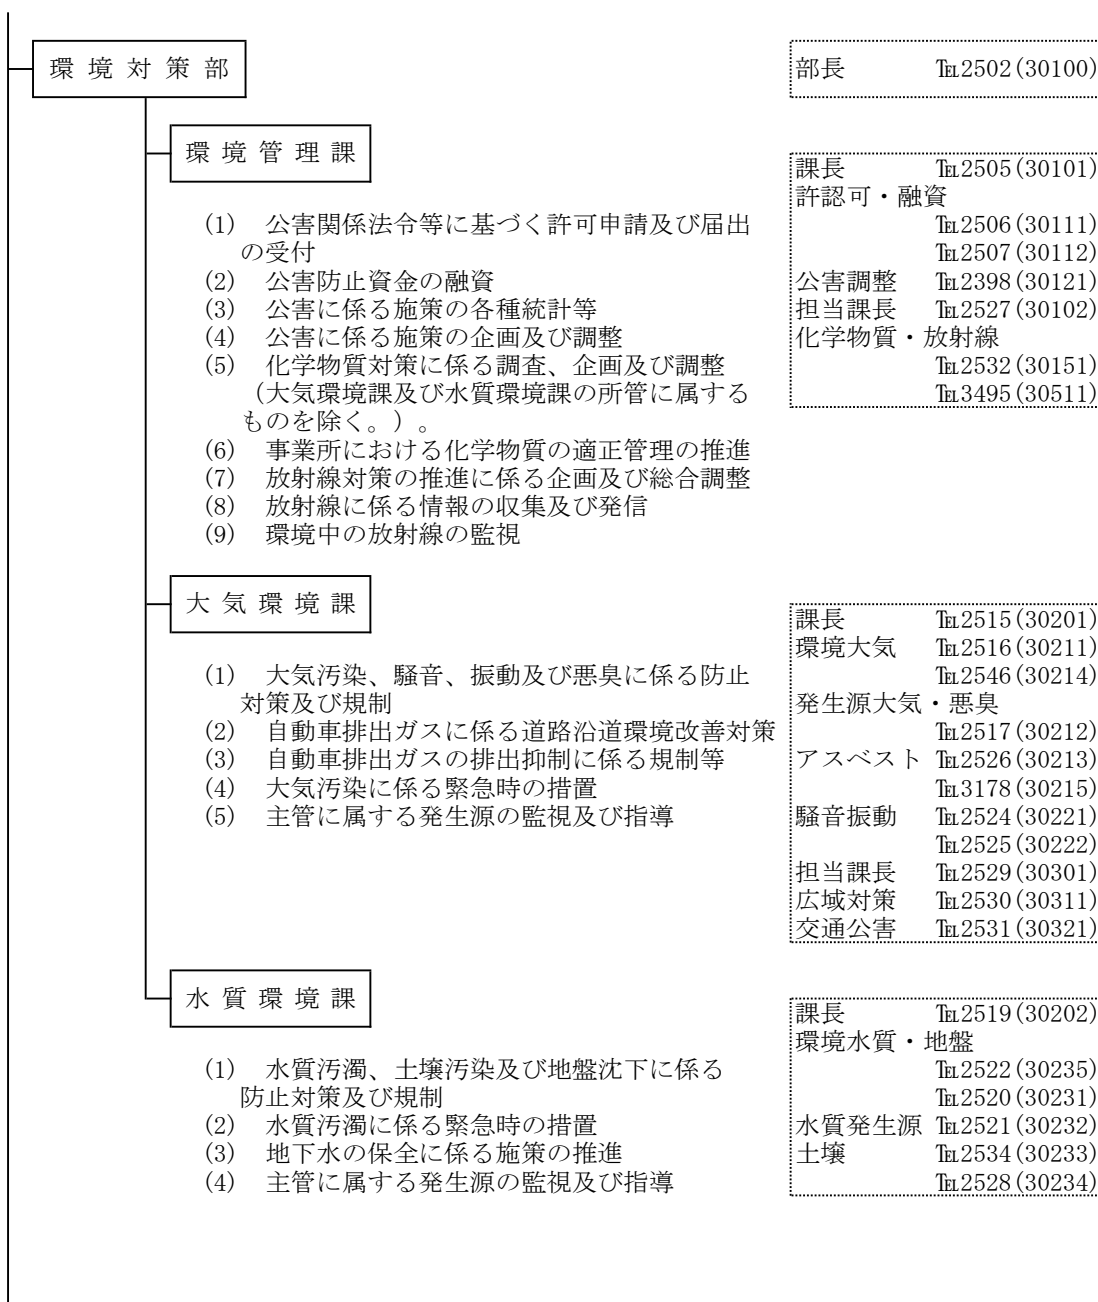 環境対策部
部長 ℡2502(30100)
環境管理課
課長 ℡2505(30101)
許認可・融資
℡2506(30111)
℡2507(30112)
公害調整 ℡2398(30121)
担当課長 ℡2527(30102)
化学物質・放射線
℡2532(30151)
℡3495(30511)
(1) 公害関係法令等に基づく許可申請及び届出
の受付
(2) 公害防止資金の融資
(3) 公害に係る施策の各種統計等
(4) 公害に係る施策の企画及び調整
(5) 化学物質対策に係る調査、企画及び調整
（大気環境課及び水質環境課の所管に属する
ものを除く。）。
(6) 事業所における化学物質の適正管理の推進
(7) 放射線対策の推進に係る企画及び総合調整
(8) 放射線に係る情報の収集及び発信
(9) 環境中の放射線の監視
大気環境課
課長 ℡2515(30201)
環境大気 ℡2516(30211)
℡2546(30214)
発生源大気・悪臭
℡2517(30212)
アスベスト ℡2526(30213)
℡3178(30215)
騒音振動 ℡2524(30221)
℡2525(30222)
担当課長 ℡2529(30301)
広域対策 ℡2530(30311)
交通公害 ℡2531(30321)
(1) 大気汚染、騒音、振動及び悪臭に係る防止
対策及び規制
(2) 自動車排出ガスに係る道路沿道環境改善対策
(3) 自動車排出ガスの排出抑制に係る規制等
(4) 大気汚染に係る緊急時の措置
(5) 主管に属する発生源の監視及び指導
水質環境課
課長 ℡2519(30202)
環境水質・地盤
℡2522(30235)
℡2520(30231)
水質発生源 ℡2521(30232)
土壌 ℡2534(30233)
℡2528(30234)
(1) 水質汚濁、土壌汚染及び地盤沈下に係る
防止対策及び規制
(2) 水質汚濁に係る緊急時の措置
(3) 地下水の保全に係る施策の推進
(4) 主管に属する発生源の監視及び指導